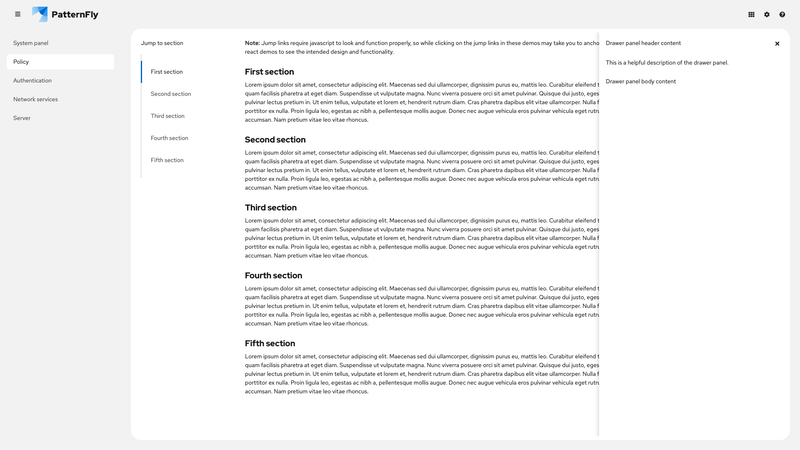 PatternFly
System panel
Policy
Authentication
Network services
Server
Jump to section
First section
Second section
Third section
Fourth section
Fifth section
Note: Jump links require javascript to look and function properly, so while clicking on the jump links in these demos may take you to ancho
react demos to see the intended design and functionality.
First section
Lorem ipsum dolor sit amet, consectetur adipiscing elit. Maecenas sed dui ullamcorper, dignissim purus eu, mattis leo. Curabitur eleifend t
quam facilisis pharetra at eget diam. Suspendisse ut vulputate magna. Nunc viverra posuere orci sit amet pulvinar. Quisque dui justo, eges
pulvinar lectus pretium in. Ut enim tellus, vulputate et lorem et, hendrerit rutrum diam. Cras pharetra dapibus elit vitae ullamcorper. Nulla f
porttitor ex nulla. Proin ligula leo, egestas ac nibh a, pellentesque mollis augue. Donec nec augue vehicula eros pulvinar vehicula eget rho
accumsan. Nam pretium vitae leo vitae rhoncus.
Second section
Lorem ipsum dolor sit amet, consectetur adipiscing elit. Maecenas sed dui ullamcorper, dignissim purus eu, mattis leo. Curabitur eleifend t
quam facilisis pharetra at eget diam. Suspendisse ut vulputate magna. Nunc viverra posuere orci sit amet pulvinar. Quisque dui justo, eges
pulvinar lectus pretium in. Ut enim tellus, vulputate et lorem et, hendrerit rutrum diam. Cras pharetra dapibus elit vitae ullamcorper. Nulla f
porttitor ex nulla. Proin ligula leo, egestas ac nibh a, pellentesque mollis augue. Donec nec augue vehicula eros pulvinar vehicula eget rho
accumsan. Nam pretium vitae leo vitae rhoncus.
Third section
Lorem ipsum dolor sit amet, consectetur adipiscing elit. Maecenas sed dui ullamcorper, dignissim purus eu, mattis leo. Curabitur eleifend t
quam facilisis pharetra at eget diam. Suspendisse ut vulputate magna. Nunc viverra posuere orci sit amet pulvinar. Quisque dui justo, eges
pulvinar lectus pretium in. Ut enim tellus, vulputate et lorem et, hendrerit rutrum diam. Cras pharetra dapibus elit vitae ullamcorper. Nulla f
porttitor ex nulla. Proin ligula leo, egestas ac nibh a, pellentesque mollis augue. Donec nec augue vehicula eros pulvinar vehicula eget rho
accumsan. Nam pretium vitae leo vitae rhoncus.
Fourth section
Lorem ipsum dolor sit amet, consectetur adipiscing elit. Maecenas sed dui ullamcorper, dignissim purus eu, mattis leo. Curabitur eleifend t
quam facilisis pharetra at eget diam. Suspendisse ut vulputate magna. Nunc viverra posuere orci sit amet pulvinar. Quisque dui justo, eges
pulvinar lectus pretium in. Ut enim tellus, vulputate et lorem et, hendrerit rutrum diam. Cras pharetra dapibus elit vitae ullamcorper. Nulla f
porttitor ex nulla. Proin ligula leo, egestas ac nibh a, pellentesque mollis augue. Donec nec augue vehicula eros pulvinar vehicula eget rho
accumsan. Nam pretium vitae leo vitae rhoncus.
Fifth section
Lorem ipsum dolor sit amet, consectetur adipiscing elit. Maecenas sed dui ullamcorper, dignissim purus eu, mattis leo. Curabitur eleifend t
quam facilisis pharetra at eget diam. Suspendisse ut vulputate magna. Nunc viverra posuere orci sit amet pulvinar. Quisque dui justo, eges
pulvinar lectus pretium in. Ut enim tellus, vulputate et lorem et, hendrerit rutrum diam. Cras pharetra dapibus elit vitae ullamcorper. Nulla f
porttitor ex nulla. Proin ligula leo, egestas ac nibh a, pellentesque mollis augue. Donec nec augue vehicula eros pulvinar vehicula eget rho
accumsan. Nam pretium vitae leo vitae rhoncus.
Drawer panel header content
This is a helpful description of the drawer panel.
Drawer panel body content